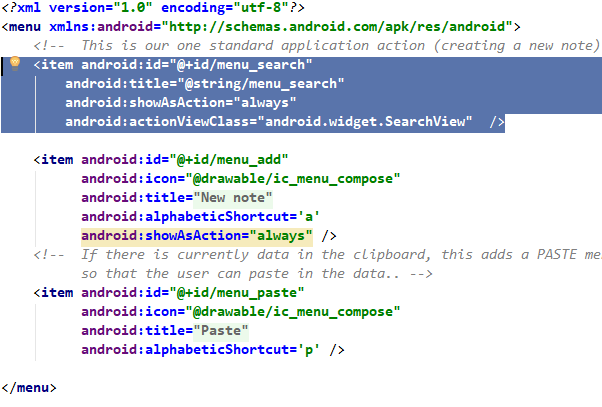 <?xml version="1.0" encoding="utf-8"?>
<menu xmlns:android="http://schemas.android.com/apk/res/android">
<!--  This is our one standard application action (creating a new note)
<item android:id="@+id/menu_search"
android:title="@string/menu_search"
android:showAsAction="always"
android:actionViewClass="android.widget.SearchView"  />
<item android:id="@+id/menu_add"
android:icon="@drawable/ic_menu_compose"
android:title="New note"
android:alphabeticShortcut='a'
android:showAsAction="always" />
<!--  If there is currently data in the clipboard, this adds a PASTE me
so that the user can paste in the data.. -->
<item android:id="@+id/menu_paste"
android:icon="@drawable/ic_menu_compose"
android:title="Paste"
android:alphabeticShortcut='p' />
</menu>